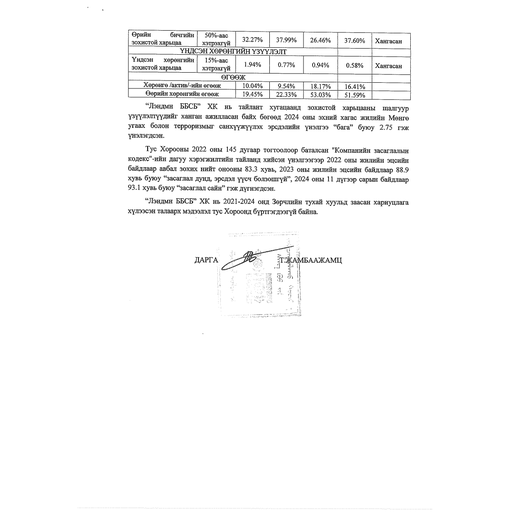 Өрийн бичгийн зохистой харьцаа 50%-аас хэтрэхгүй 32.27% 37.99% 26.46% 37.60% Хангасан
ҮНДСЭН ХӨРӨНГИЙН ҮЗҮҮЛЭЛТ
Үндсэн хөрөнгийн зохистой харьцаа 15%-аас хэтрэхгүй 1.94% 0.77% 0.94% 0.58% Хангасан
ӨГӨӨЖ
Хөрөнгө /актив/-ийн өгөөж 10.04% 9.54% 18.17% 16.41%
Өөрийн хөрөнгийн өгөөж 19.45% 22.33% 53.03% 51.59%
"Лэндмн ББСБ" ХК нь тайлант хугацаанд зохистой харьцааны шалгуур
үзүүлэлтүүдийг ханган ажилласан байх бөгөөд 2024 оны эхний хагас жилийн Мөнгө
угаах болон терроризмыг санхүүжүүлэх эрсдэлийн үнэлгээ "бага" буюу 2.75 гэж
үнэлэгдсэн.
Тус Хорооны 2022 оны 145 дугаар тогтоолоор баталсан "Компанийн засаглалын
кодекс"-ийн дагуу хэрэгжилтийн тайланд хийсэн үнэлгээгээр 2022 оны жилийн эцсийн
байдлаар авбал зохих нийт онооны 83.3 хувь, 2023 оны жилийн эцсийн байдлаар 88.9
хувь буюу "засаглал дунд, эрсдэл үүсч болзошгүй", 2024 оны 11 дүгээр сарын байдлаар
93.1 хувь буюу "засаглал сайн" гэж дүгнэгдсэн.
"Лэндмн ББСБ" ХК нь 2021-2024 онд Зөрчлийн тухай хуульд заасан хариуцлага
хүлээсэн талаарх мэдээлэл тус Хороонд бүртгэгдээгүй байна.
ДАРГА Т.ЖАМБААЖАМЦ